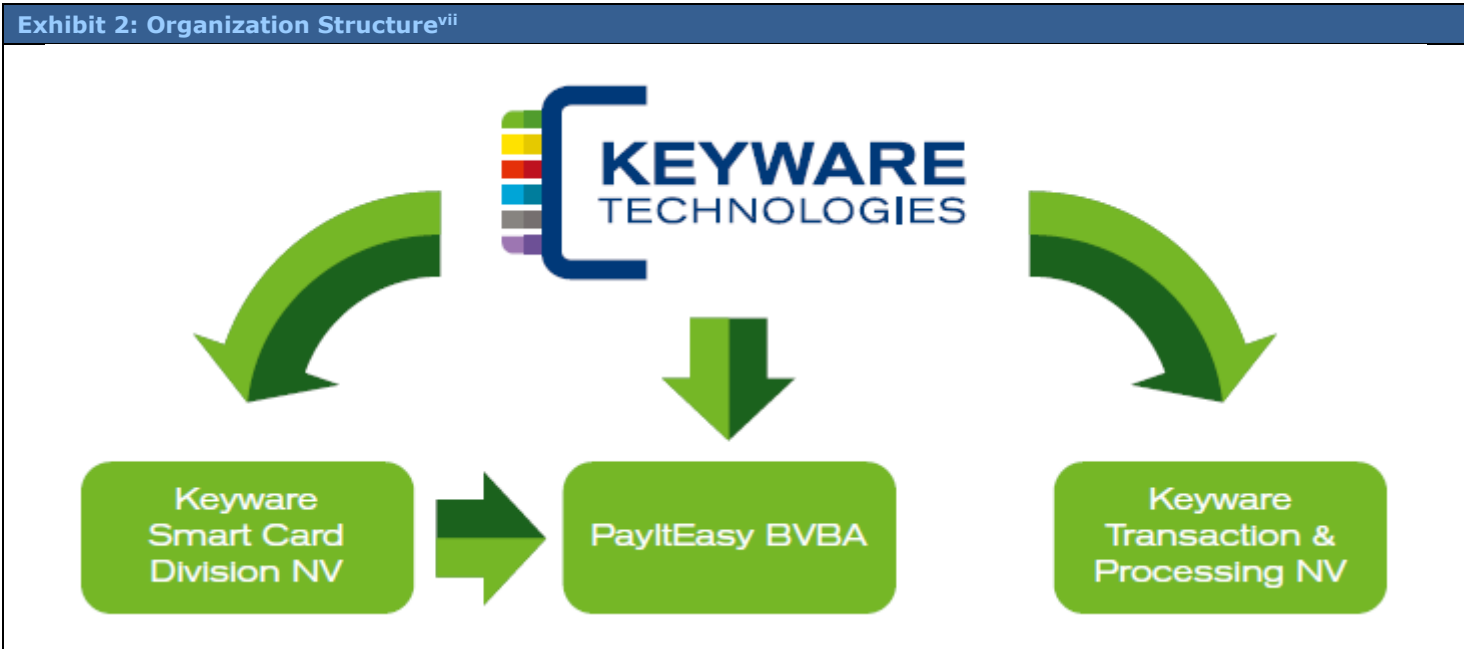 Exhibit 2: Organization Structurevii
KEYWARE
TECHNOLOGIES
Keyware
Smart Card
Division NV
PayItEasy BVBA
Keyware
Transaction &
Processing NV